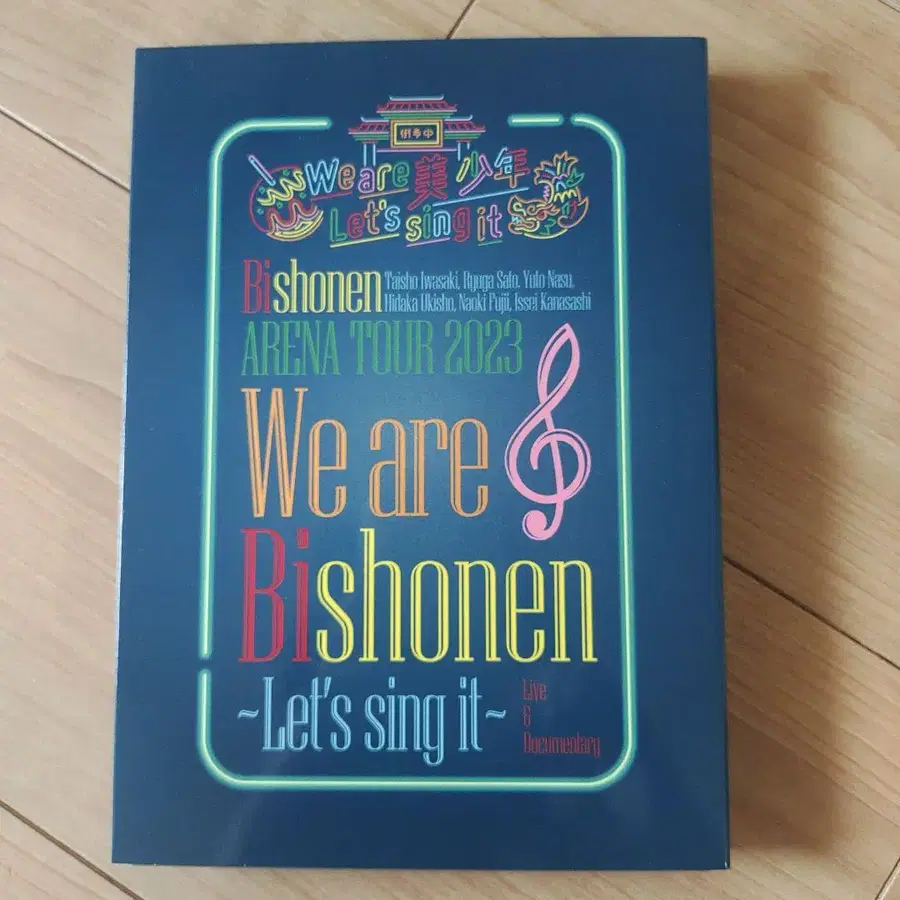 We are 美 少年
Let's sing it
Bishonen Taisho Iwasaki, Ryuga Sato, Yuto Nasu,
Hidaka Ukisho, Naoki Fujii, Issei Kanasashi
ARENA TOUR 2023
We are
Bishonen
~Let's sing it~
Live
&
Documentary